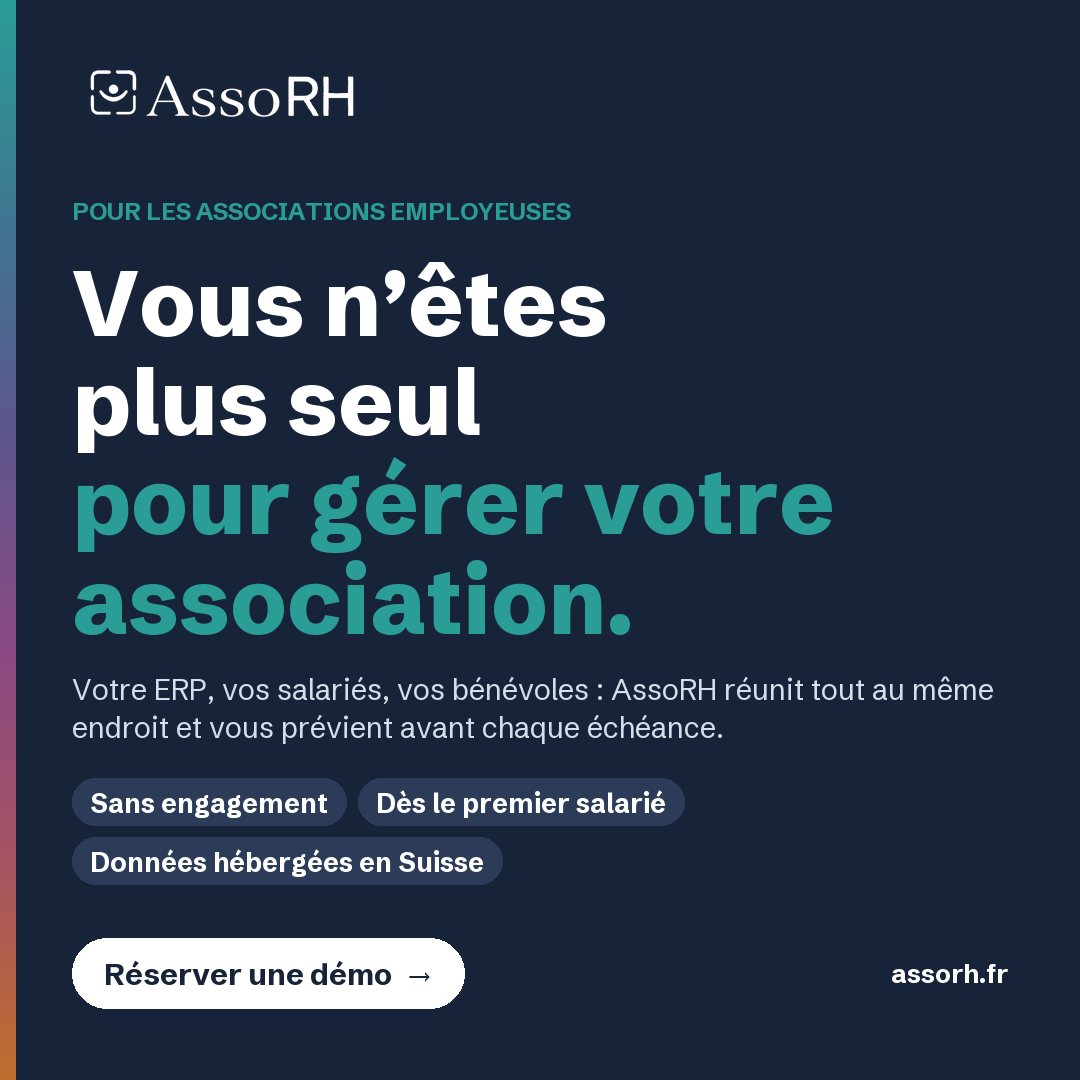 AssoRH
POUR LES ASSOCIATIONS EMPLOYEUSES
Vous n’êtes
plus seul
pour gérer votre
association.
Votre ERP, vos salariés, vos bénévoles : AssoRH réunit tout au même
endroit et vous prévient avant chaque échéance.
Sans engagement
Dès le premier salarié
Données hébergées en Suisse
Réserver une démo →
assorh.fr